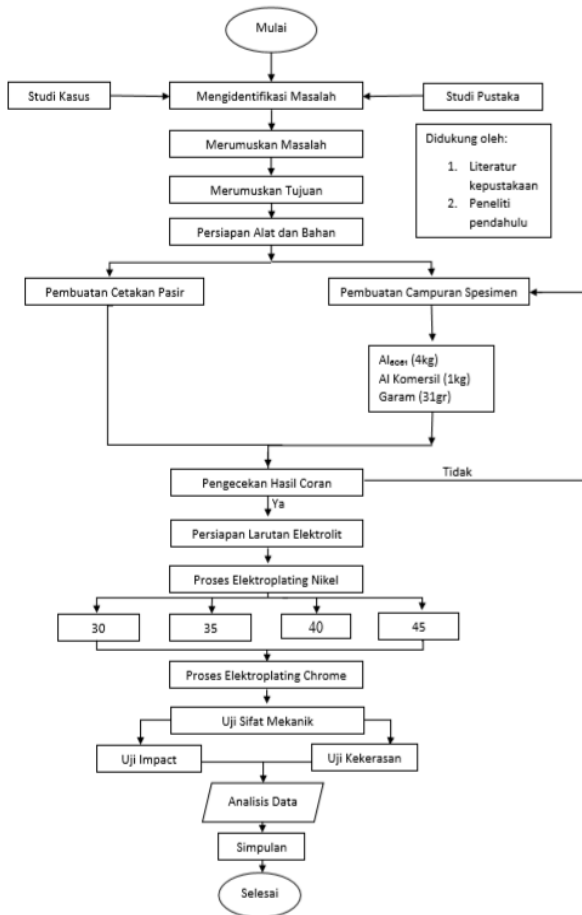 Mulai
Studi Kasus
Mengidentifikasi Masalah
Studi Pustaka
Merumuskan Masalah
Didukung oleh:
1. Literatur
kepustakaan
2. Peneliti
pendahulu
Merumuskan Tujuan
Persiapan Alat dan Bahan
Pembuatan Cetakan Pasir
Pembuatan Campuran Spesimen
Al₆₀₆₁ (4kg)
Al Komersil (1kg)
Garam (31gr)
Pengecekan Hasil Coran
Tidak
Ya
Persiapan Larutan Elektrolit
Proses Elektroplating Nikel
30
35
40
45
Proses Elektroplating Chrome
Uji Sifat Mekanik
Uji Impact
Uji Kekerasan
Analisis Data
Simpulan
Selesai